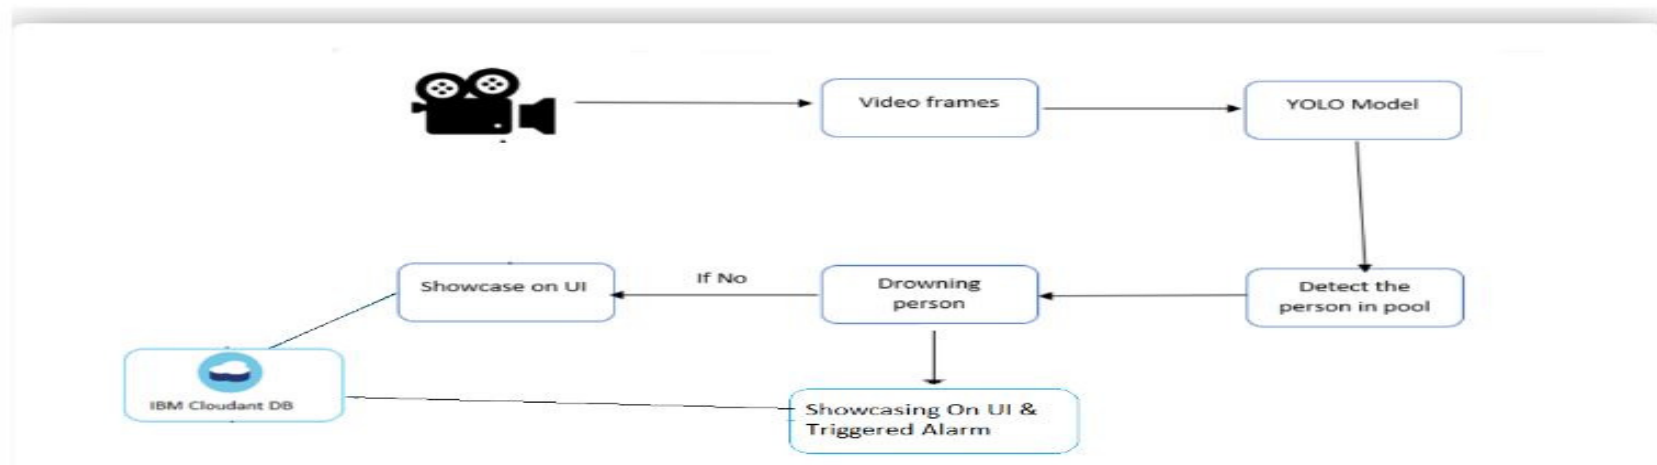 Video frames
YOLO Model
Showcase on UI
If No
Drowning
person
Detect the
person in pool
IBM Cloudant DB
Showcasing On UI &
Triggered Alarm